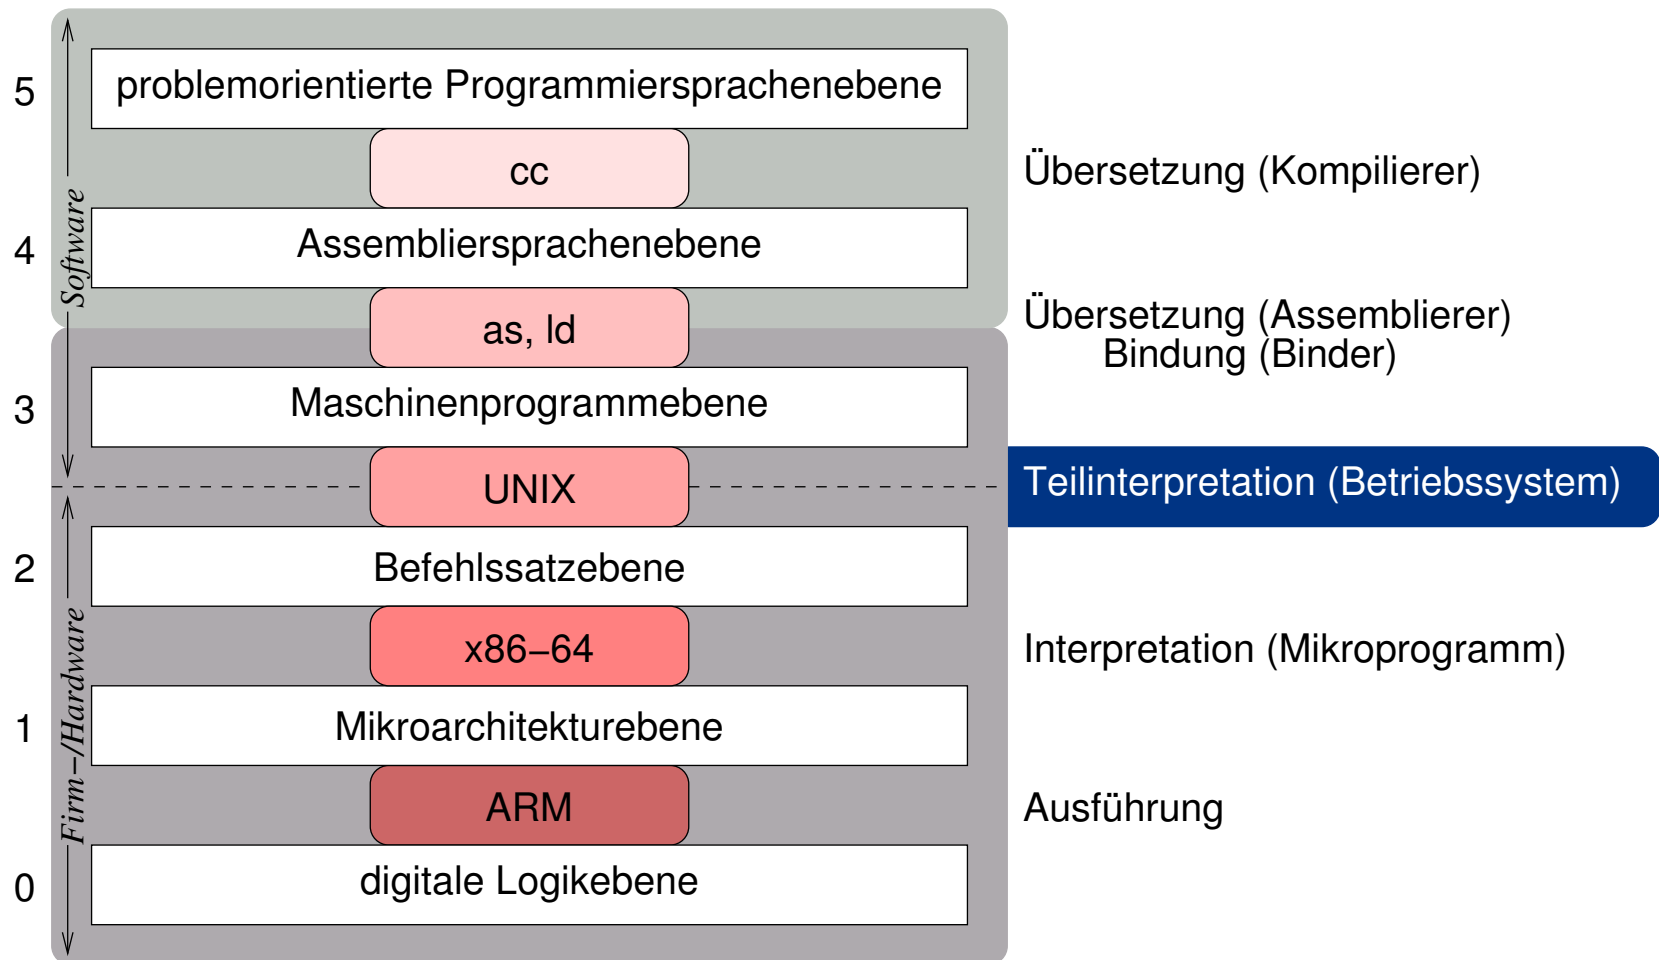 5
problemorientierte Programmiersprachenebene
cc
Übersetzung (Kompilierer)
4
Assembliersprachenebene
Software
as, ld
Übersetzung (Assemblierer)
Bindung (Binder)
3
Maschinenprogrammebene
UNIX
Teilinterpretation (Betriebssystem)
2
Befehlssatzebene
x86–64
Interpretation (Mikroprogramm)
Firm–/Hardware
1
Mikroarchitekturebene
ARM
Ausführung
0
digitale Logikebene